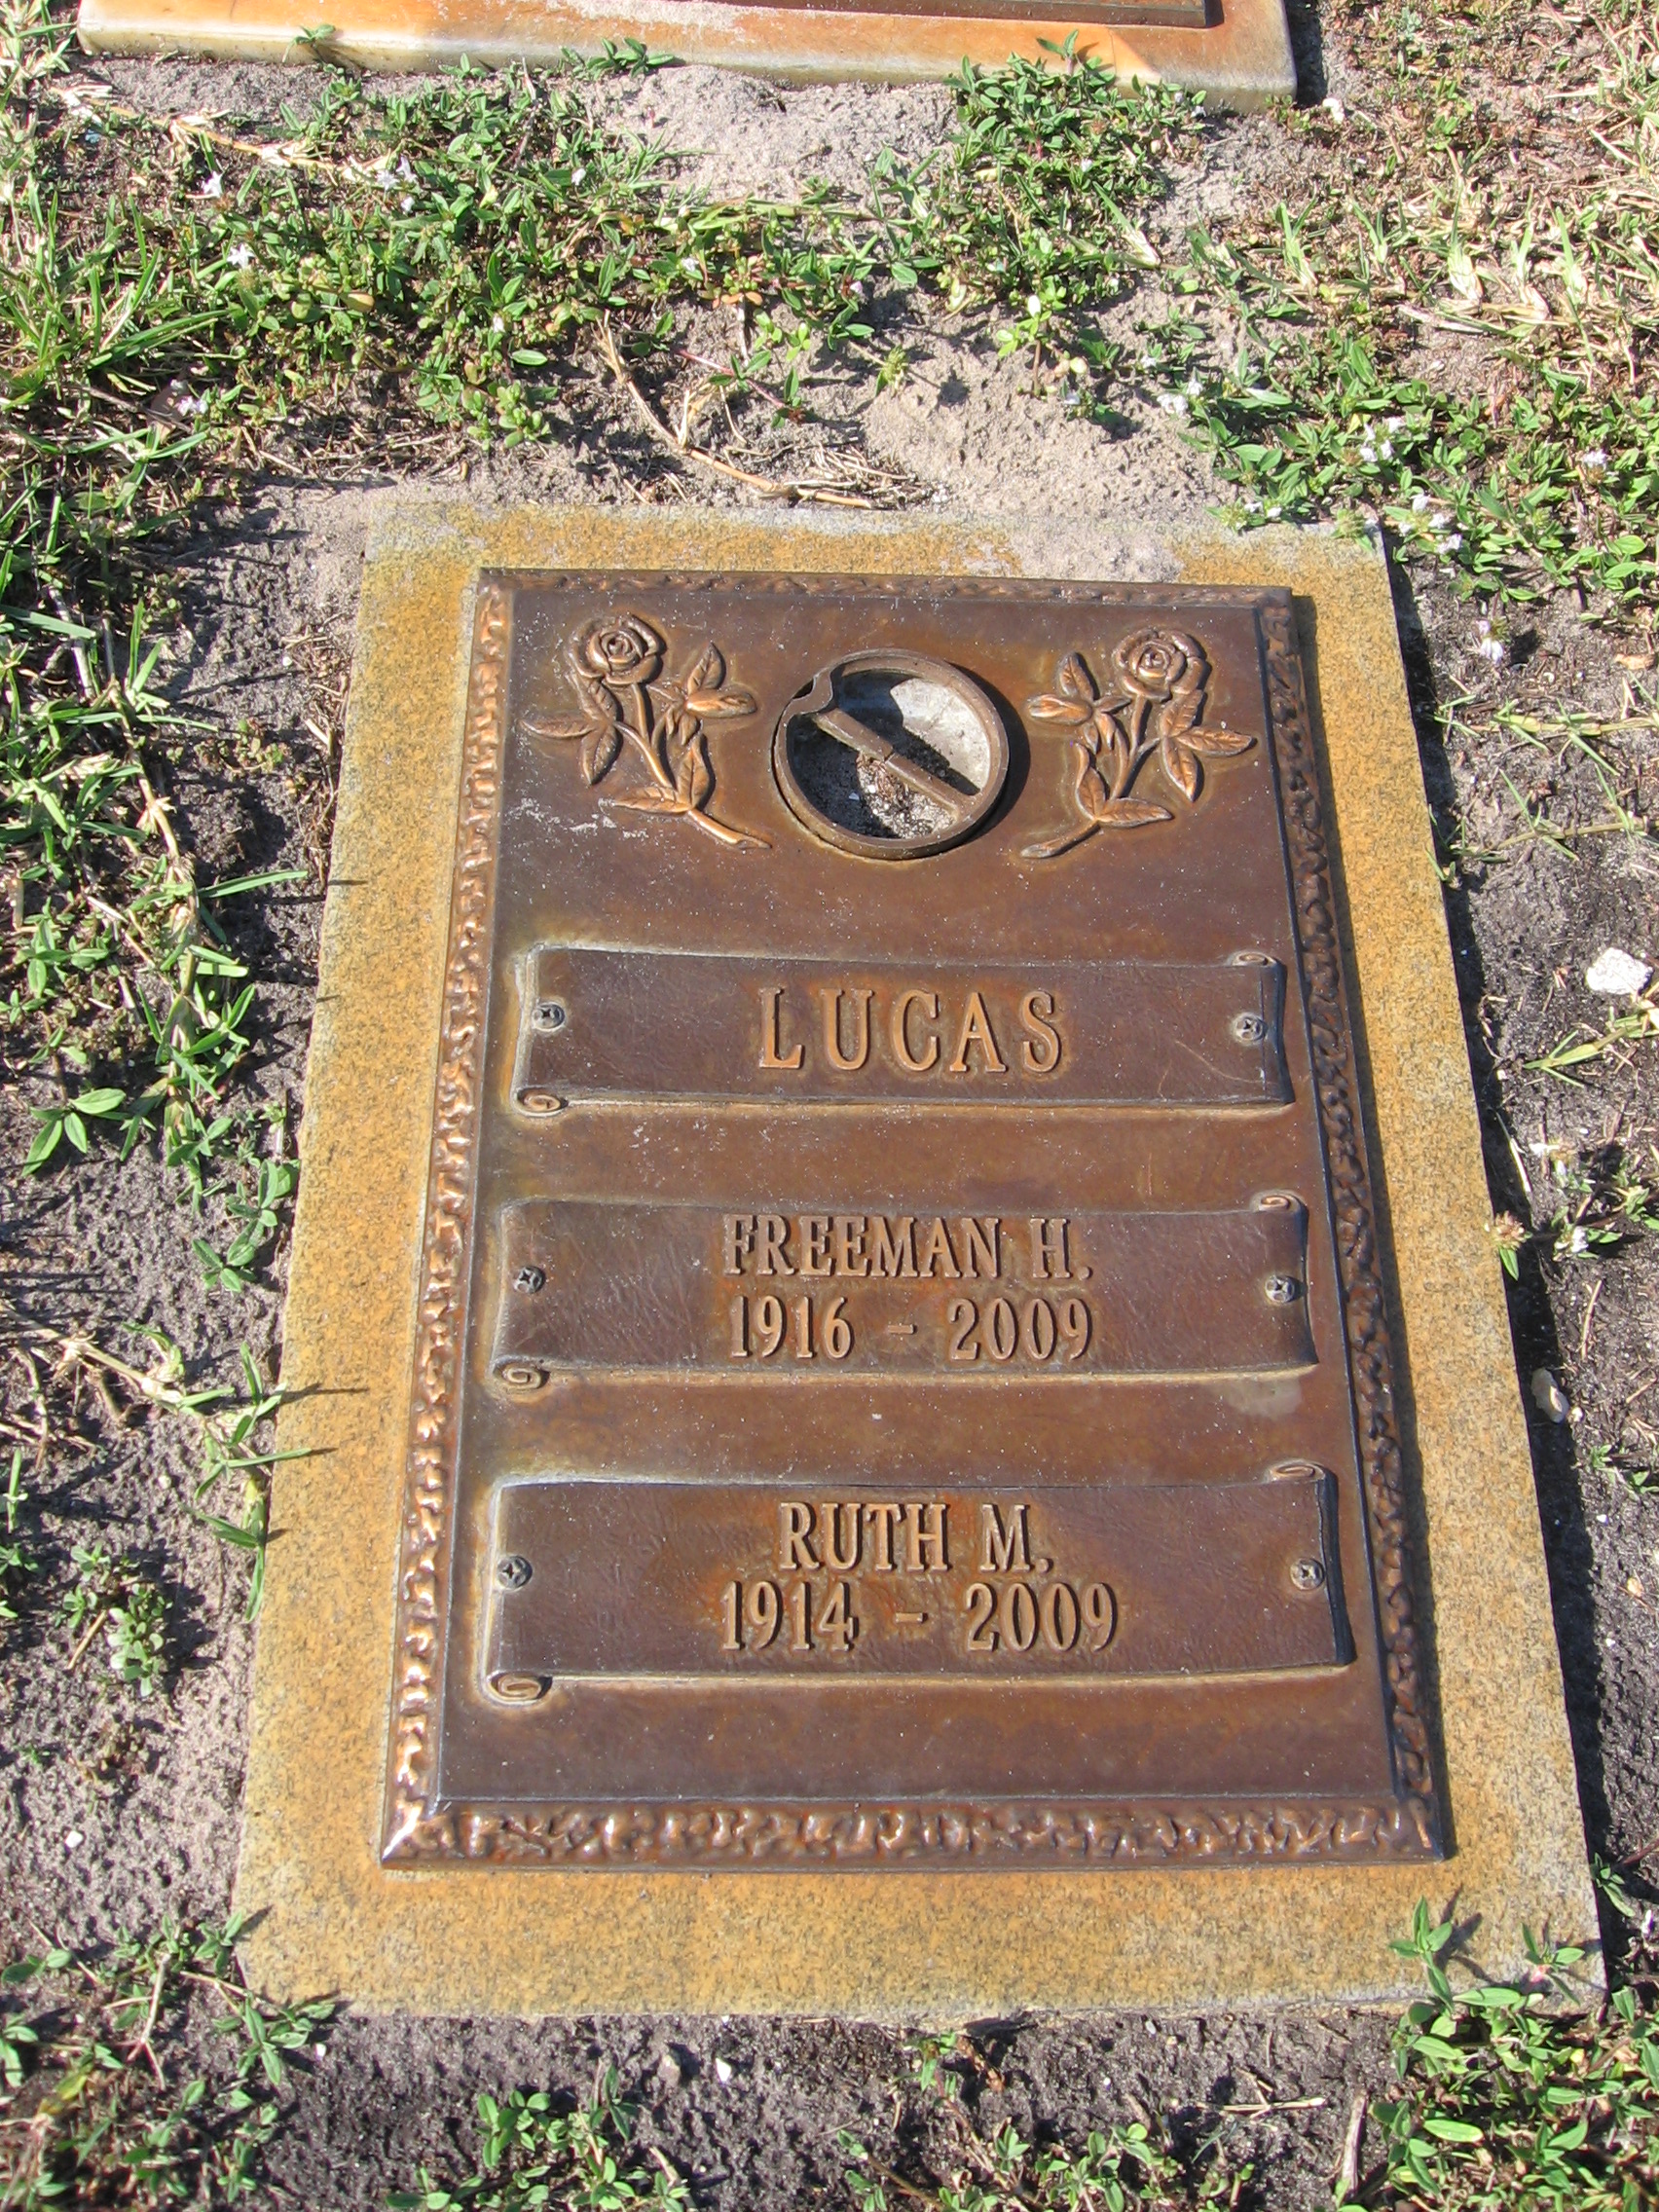 LUCAS
FREEMAN H.
1916 - 2009
RUTH M.
1914 - 2009